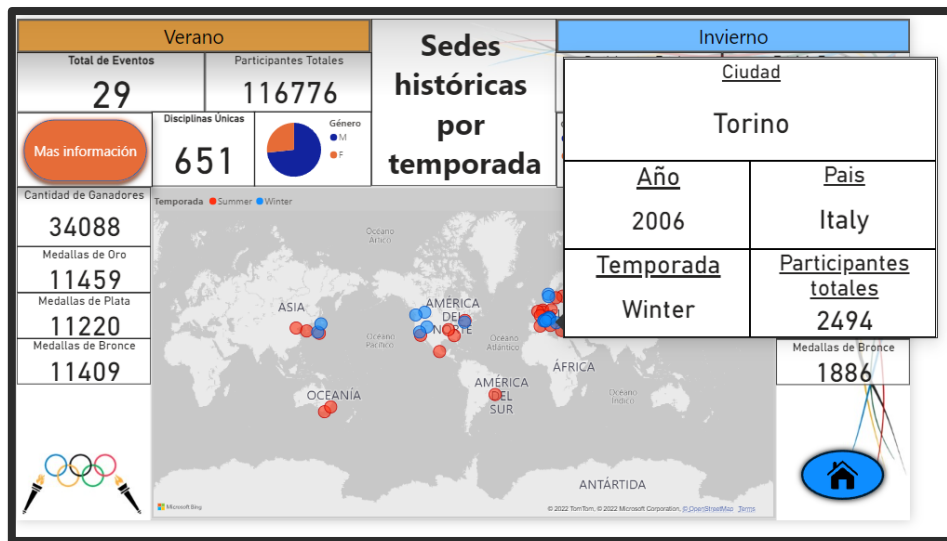 Verano
Total de Eventos
29
Participantes Totales
116776
Sedes
históricas
por
temporada
Invierno
Mas información
Disciplinas Únicas
651
Género
M
F
Ciudad
Torino
Año
2006
Pais
Italy
Temporada
Winter
Participantes
totales
2494
Cantidad de Ganadores
34088
Medallas de Oro
11459
Medallas de Plata
11220
Medallas de Bronce
11409
Temporada Summer Winter
Océano
Ártico
ASIA
AMÉRICA
DEL
NORTE
Océano
Pacífico
Océano
Atlántico
ÁFRICA
OCEANÍA
AMÉRICA
DEL
SUR
Océano
Índico
ANTÁRTIDA
Microsoft Bing
© 2022 TomTom, © 2022 Microsoft Corporation, © OpenStreetMap Terms
Medallas de Bronce
1886